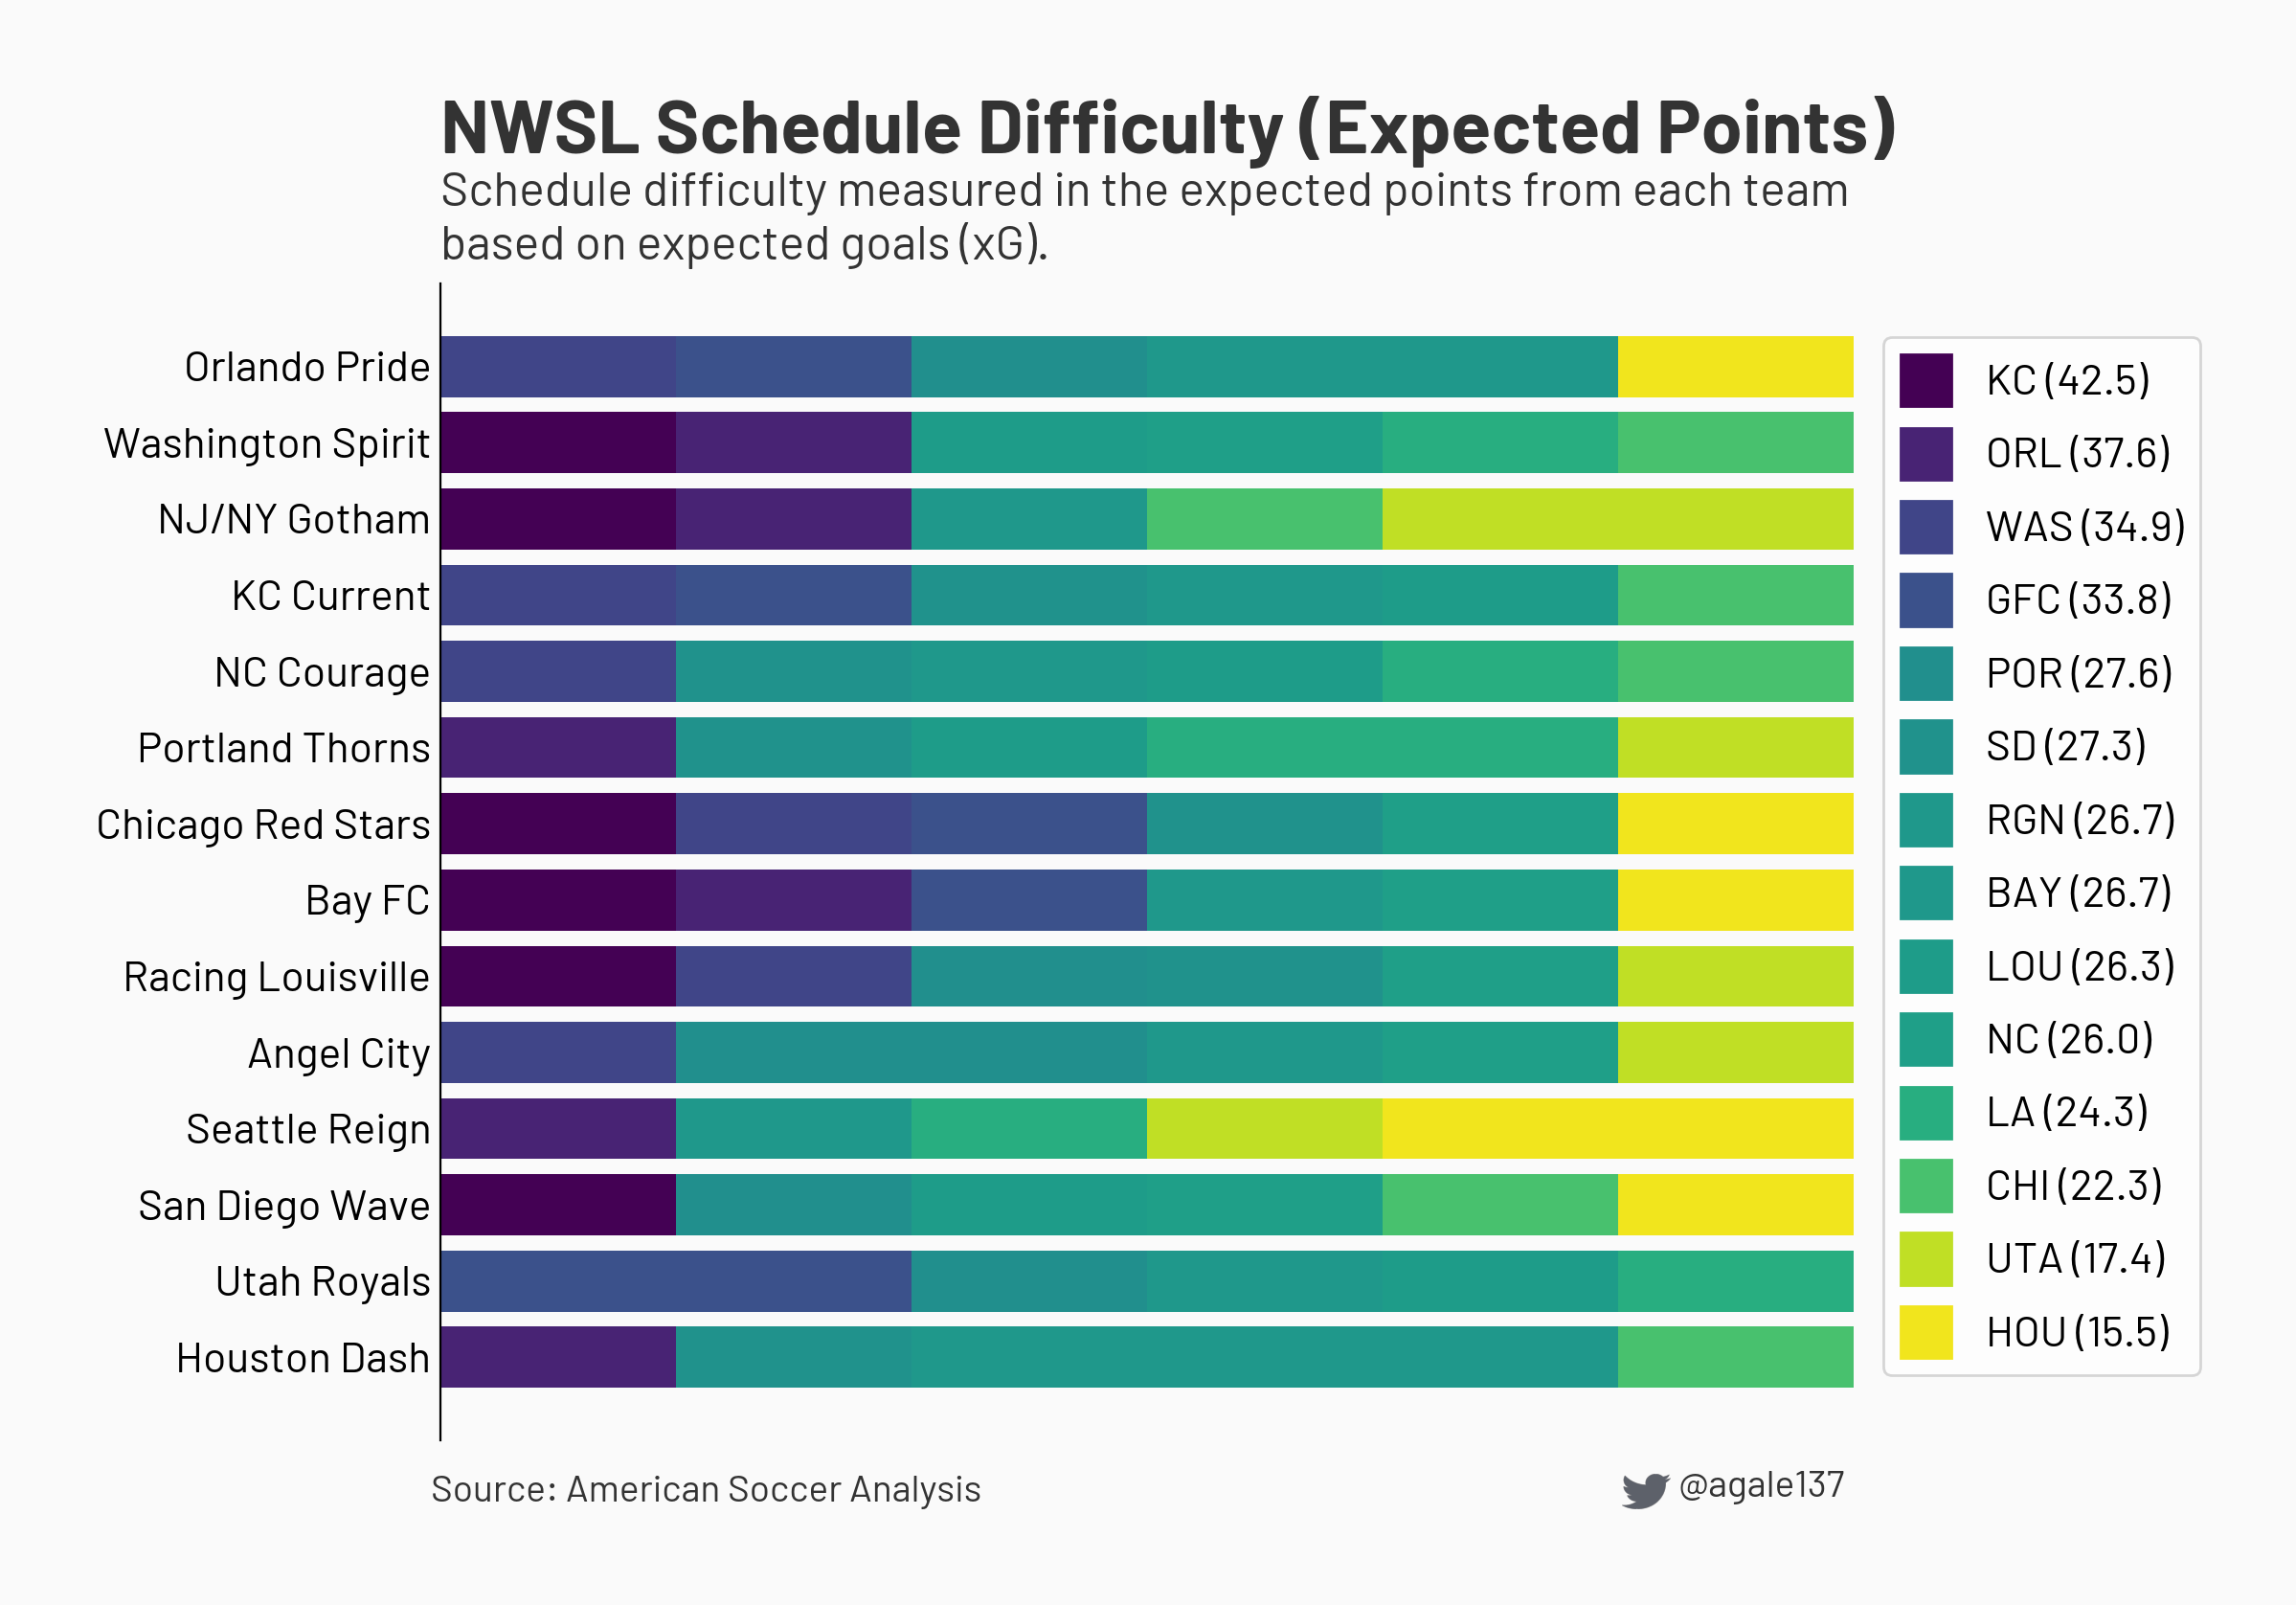 NWSL Schedule Difficulty (Expected Points)
Schedule difficulty measured in the expected points from each team
based on expected goals (xG).
Orlando Pride
Washington Spirit
NJ/NY Gotham
KC Current
NC Courage
Portland Thorns
Chicago Red Stars
Bay FC
Racing Louisville
Angel City
Seattle Reign
San Diego Wave
Utah Royals
Houston Dash
KC (42.5)
ORL (37.6)
WAS (34.9)
GFC (33.8)
POR (27.6)
SD (27.3)
RGN (26.7)
BAY (26.7)
LOU (26.3)
NC (26.0)
LA (24.3)
CHI (22.3)
UTA (17.4)
HOU (15.5)
Source: American Soccer Analysis
@agale137